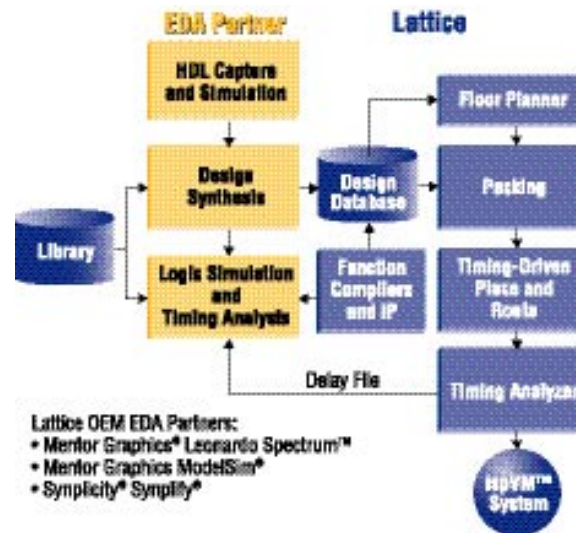 EDA Partner
Lattice
HDL Capture
and Simulation
Floor Planner
Design
Synthesis
Design
Database
Packing
Library
Logic Simulation
and
Timing Analysis
Function
Compilers
and IP
Timing-Driven
Place and
Route
Delay File
Timing Analyzer
Lattice OEM EDA Partners:
• Mentor Graphics® Leonardo Spectrum™
• Mentor Graphics ModelSim®
• Synplicity® Synplify®
ispVM™
System